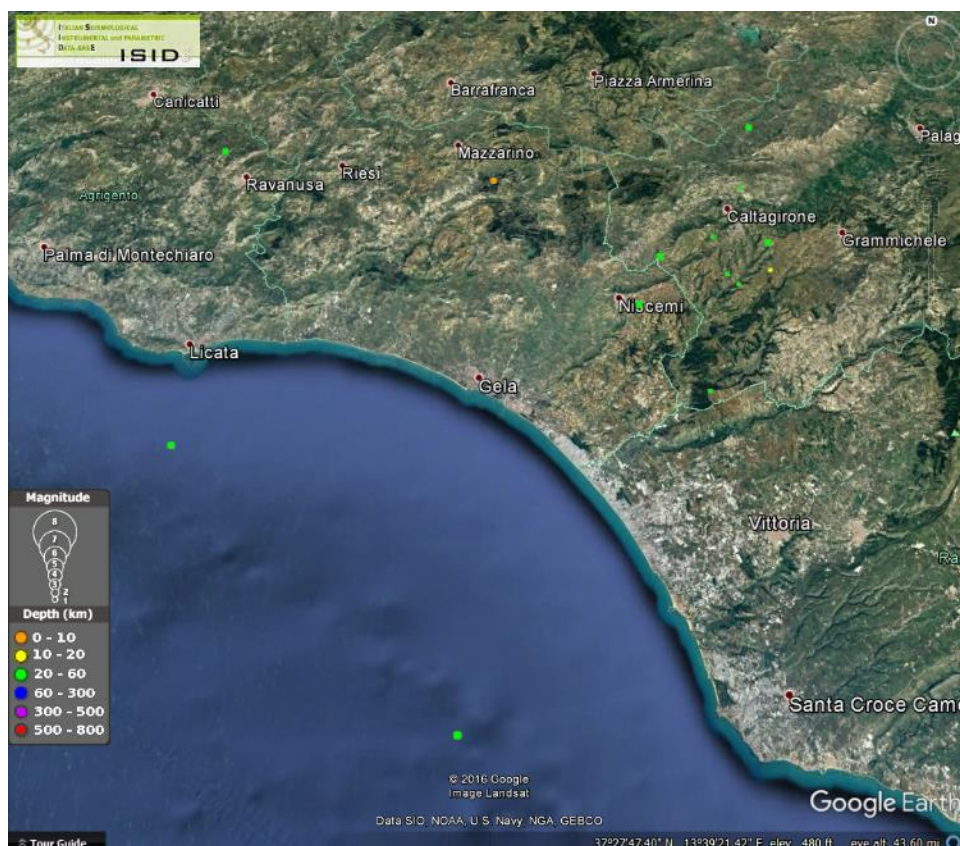 ITALIAN SEISMOLOGICAL
INSTRUMENTAL and PARAMETRIC
DATA-BASE
ISID
N
Canicatti
Barrafranca
Piazza Armerina
Palag
Mazzarino
Riesi
Ravanusa
Agrigento
Caltagirone
Grammichele
Palma di Montechiaro
Niscemi
Licata
Gela
Vittoria
Ra
Magnitude
8
7
6
5
4
3
2
1
Depth (km)
0 - 10
10 - 20
20 - 60
60 - 300
300 - 500
500 - 800
Santa Croce Came
© 2016 Google
Image Landsat
Google Earth
Data SIO, NOAA, U.S. Navy, NGA, GEBCO
Tour Guide
37°27'47.40" N 13°39'21.42" E elev 480 ft eye alt 43.60 mi